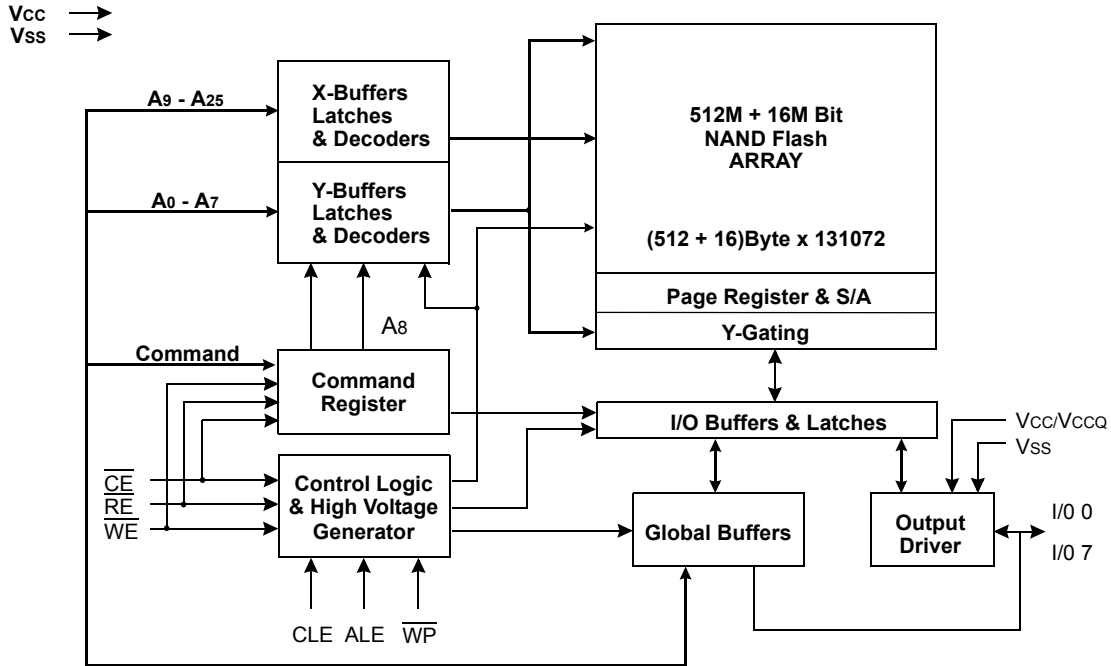 VCC
VSS
A9 - A25
X-Buffers
Latches
& Decoders
512M + 16M Bit
NAND Flash
ARRAY
A0 - A7
Y-Buffers
Latches
& Decoders
(512 + 16)Byte x 131072
Page Register & S/A
Y-Gating
A8
Command
Command
Register
I/O Buffers & Latches
VCC/VCCQ
VSS
CE
RE
WE
Control Logic
& High Voltage
Generator
Global Buffers
Output
Driver
I/0 0
I/0 7
CLE
ALE
WP